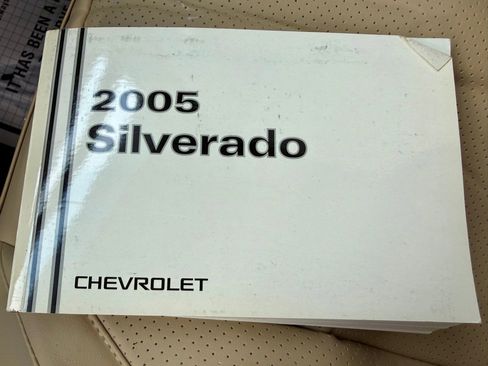 IT HAS BEEN A
2005
Silverado
CHEVROLET